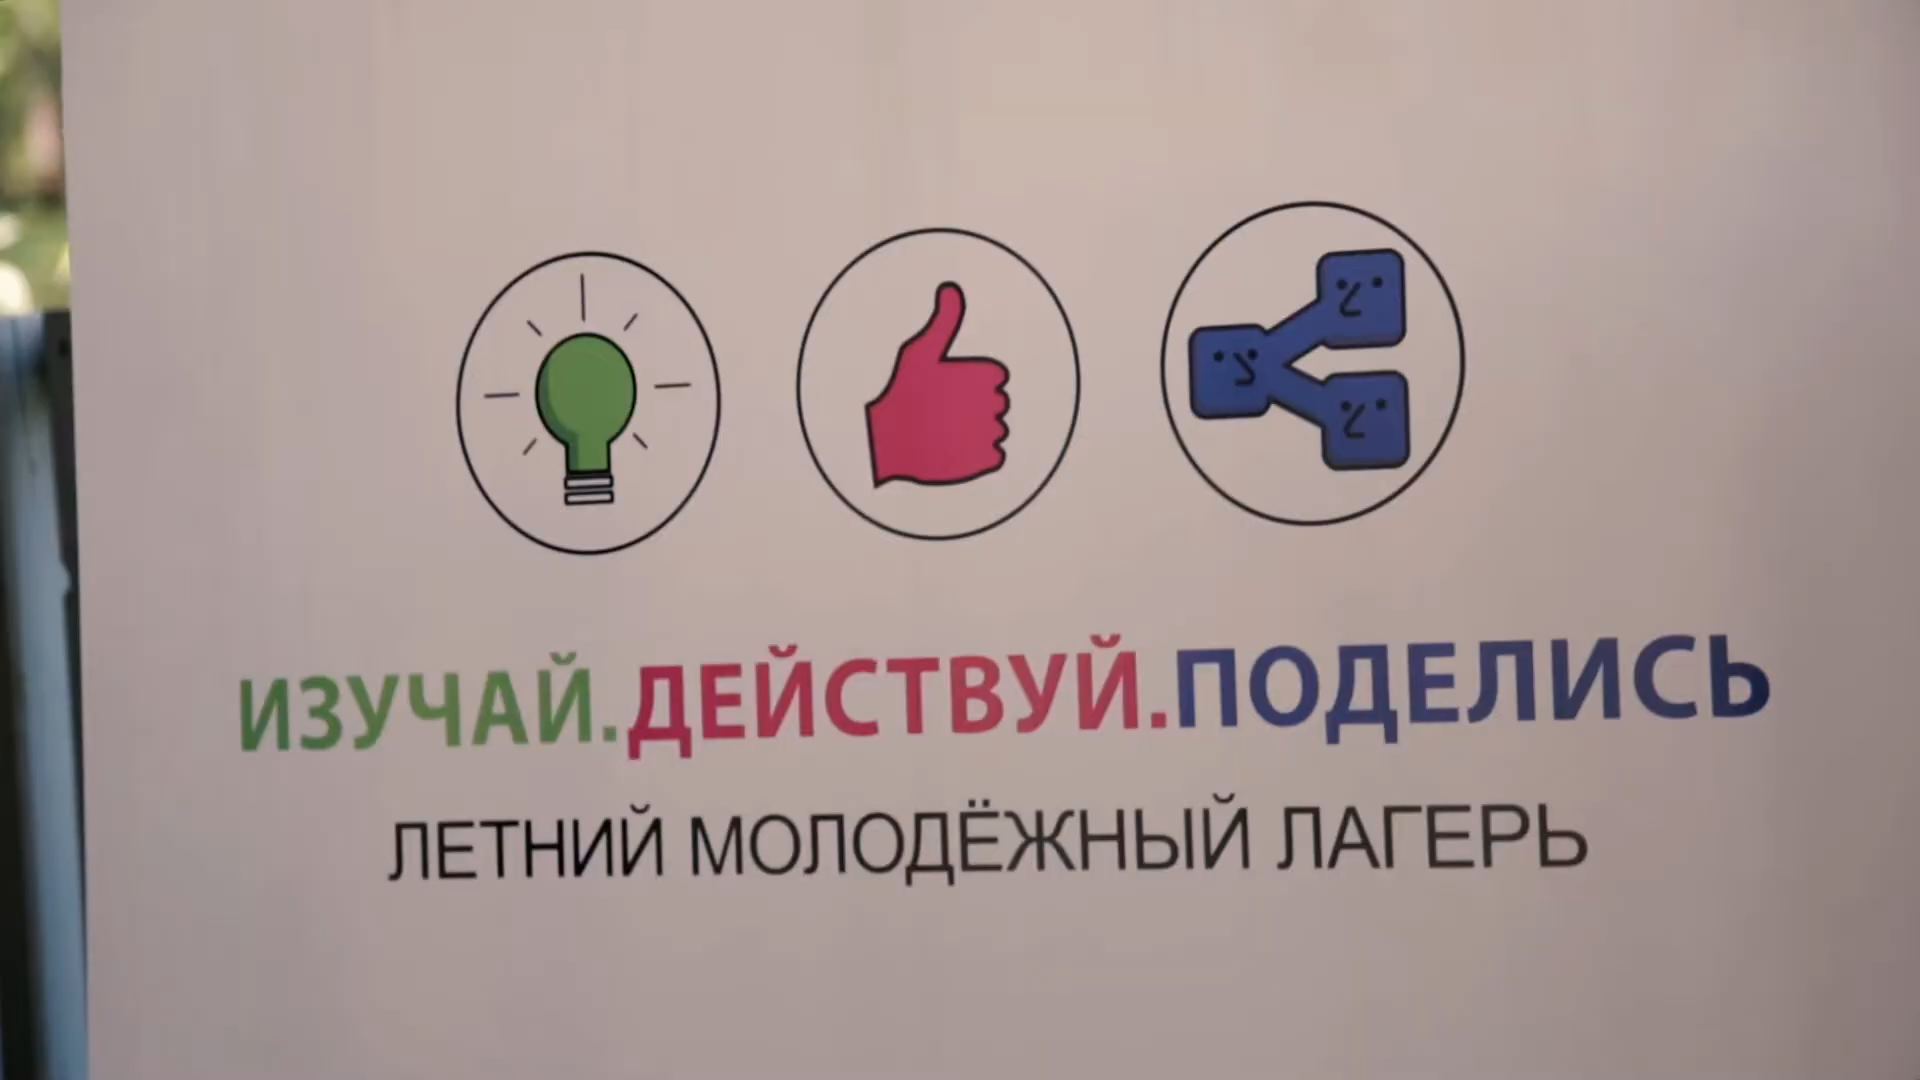 ИЗУЧАЙ.ДЕЙСТВУЙ.ПОДЕЛИСЬ
ЛЕТНИЙ МОЛОДЁЖНЫЙ ЛАГЕРЬ